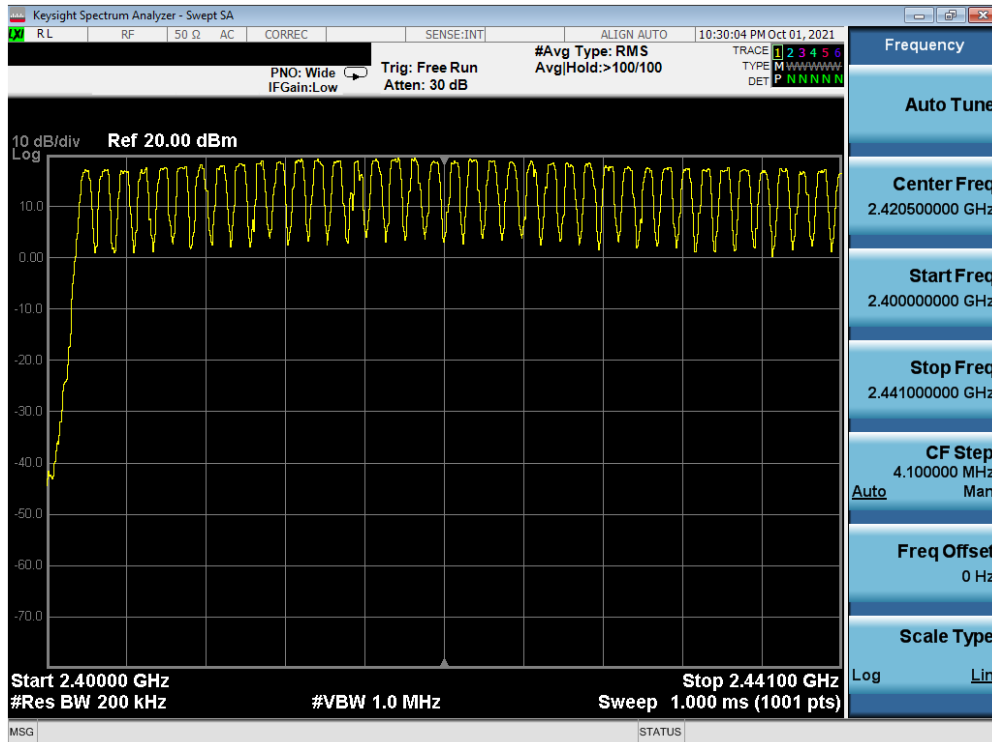 Keysight Spectrum Analyzer - Swept SA
LXI RL RF 50 Ω AC CORREC SENSE:INT ALIGN AUTO 10:30:04 PM Oct 01, 2021
PNO: Wide Trig: Free Run #Avg Type: RMS TRACE 1 2 3 4 5 6
IFGain:Low Atten: 30 dB Avg|Hold:>100/100 TYPE M WWWWW
DET P N N N N N
10 dB/div Ref 20.00 dBm
Log
10.0
0.00
-10.0
-20.0
-30.0
-40.0
-50.0
-60.0
-70.0
Start 2.40000 GHz Stop 2.44100 GHz
#Res BW 200 kHz #VBW 1.0 MHz Sweep 1.000 ms (1001 pts)
MSG STATUS
Frequency
Auto Tune
Center Freq
2.420500000 GHz
Start Freq
2.400000000 GHz
Stop Freq
2.441000000 GHz
CF Step
4.100000 MHz
Auto Man
Freq Offset
0 Hz
Scale Type
Log Lin